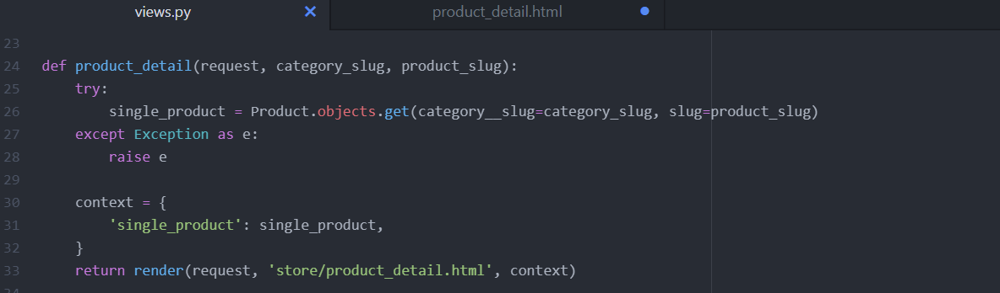 views.py × product_detail.html
23
24 def product_detail(request, category_slug, product_slug):
25     try:
26         single_product = Product.objects.get(category__slug=category_slug, slug=product_slug)
27     except Exception as e:
28         raise e
29
30     context = {
31         'single_product': single_product,
32     }
33     return render(request, 'store/product_detail.html', context)